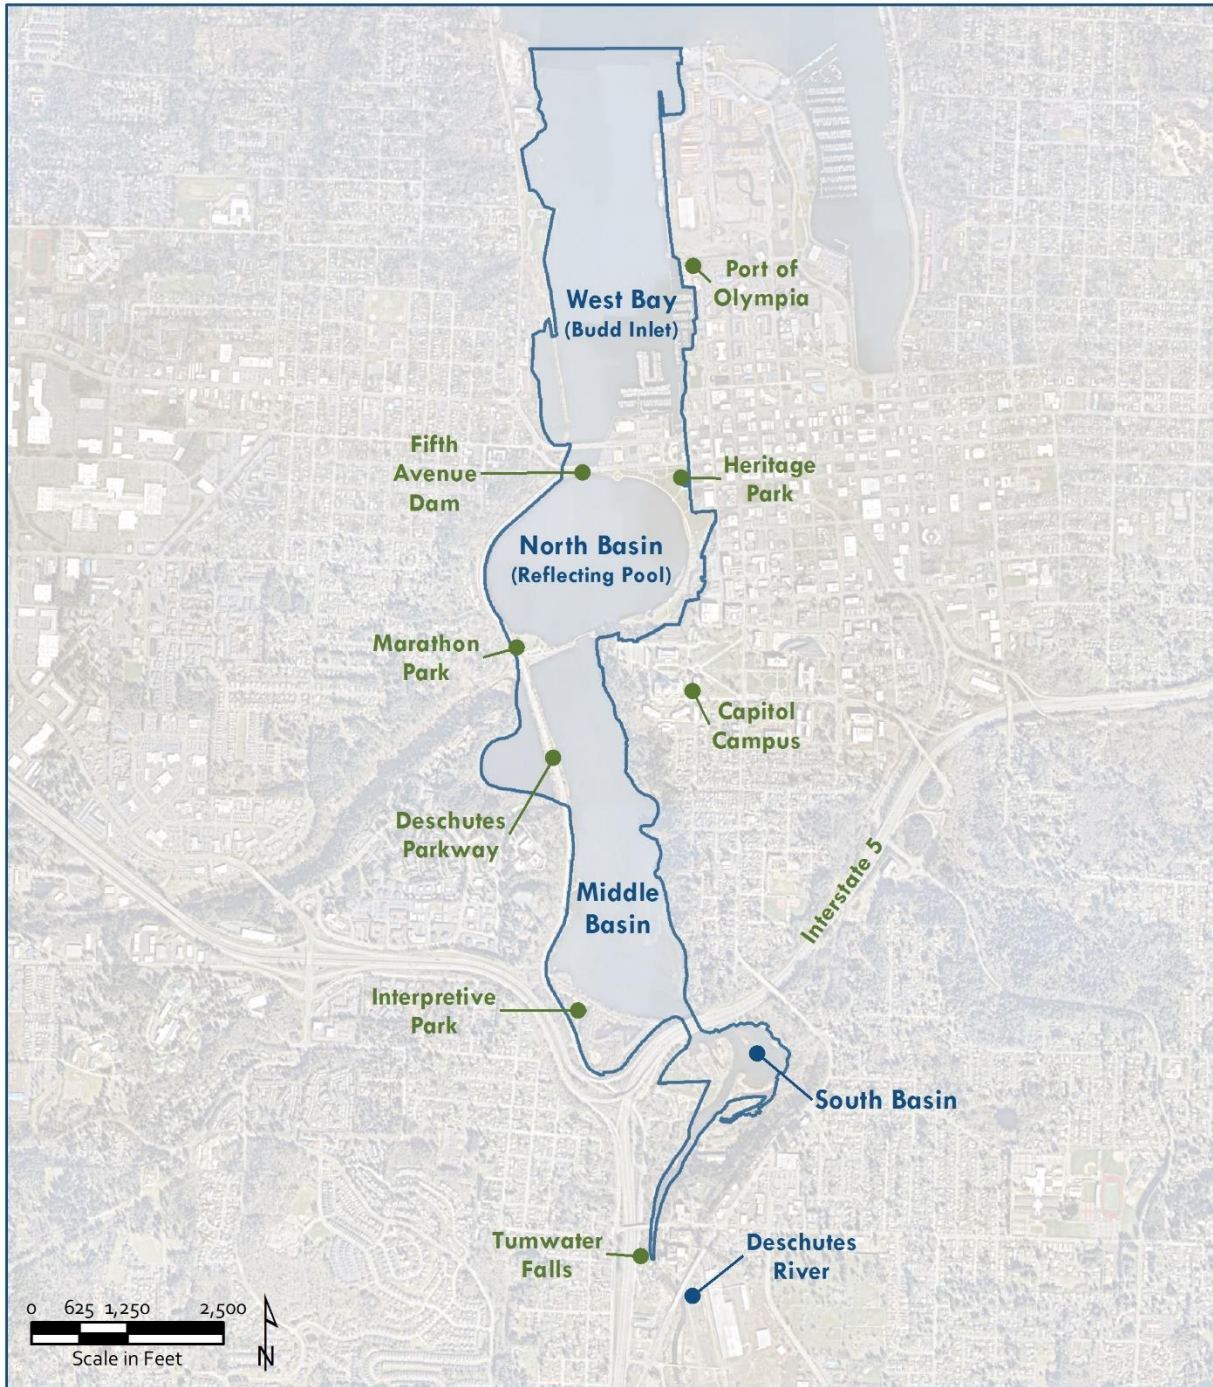 Port of
Olympia
West Bay
(Budd Inlet)
Fifth
Avenue
Dam
Heritage
Park
North Basin
(Reflecting Pool)
Marathon
Park
Capitol
Campus
Deschutes
Parkway
Interstate 5
Middle
Basin
Interpretive
Park
South Basin
Tumwater
Falls
Deschutes
River
0 625 1,250 2,500
Scale in Feet
N